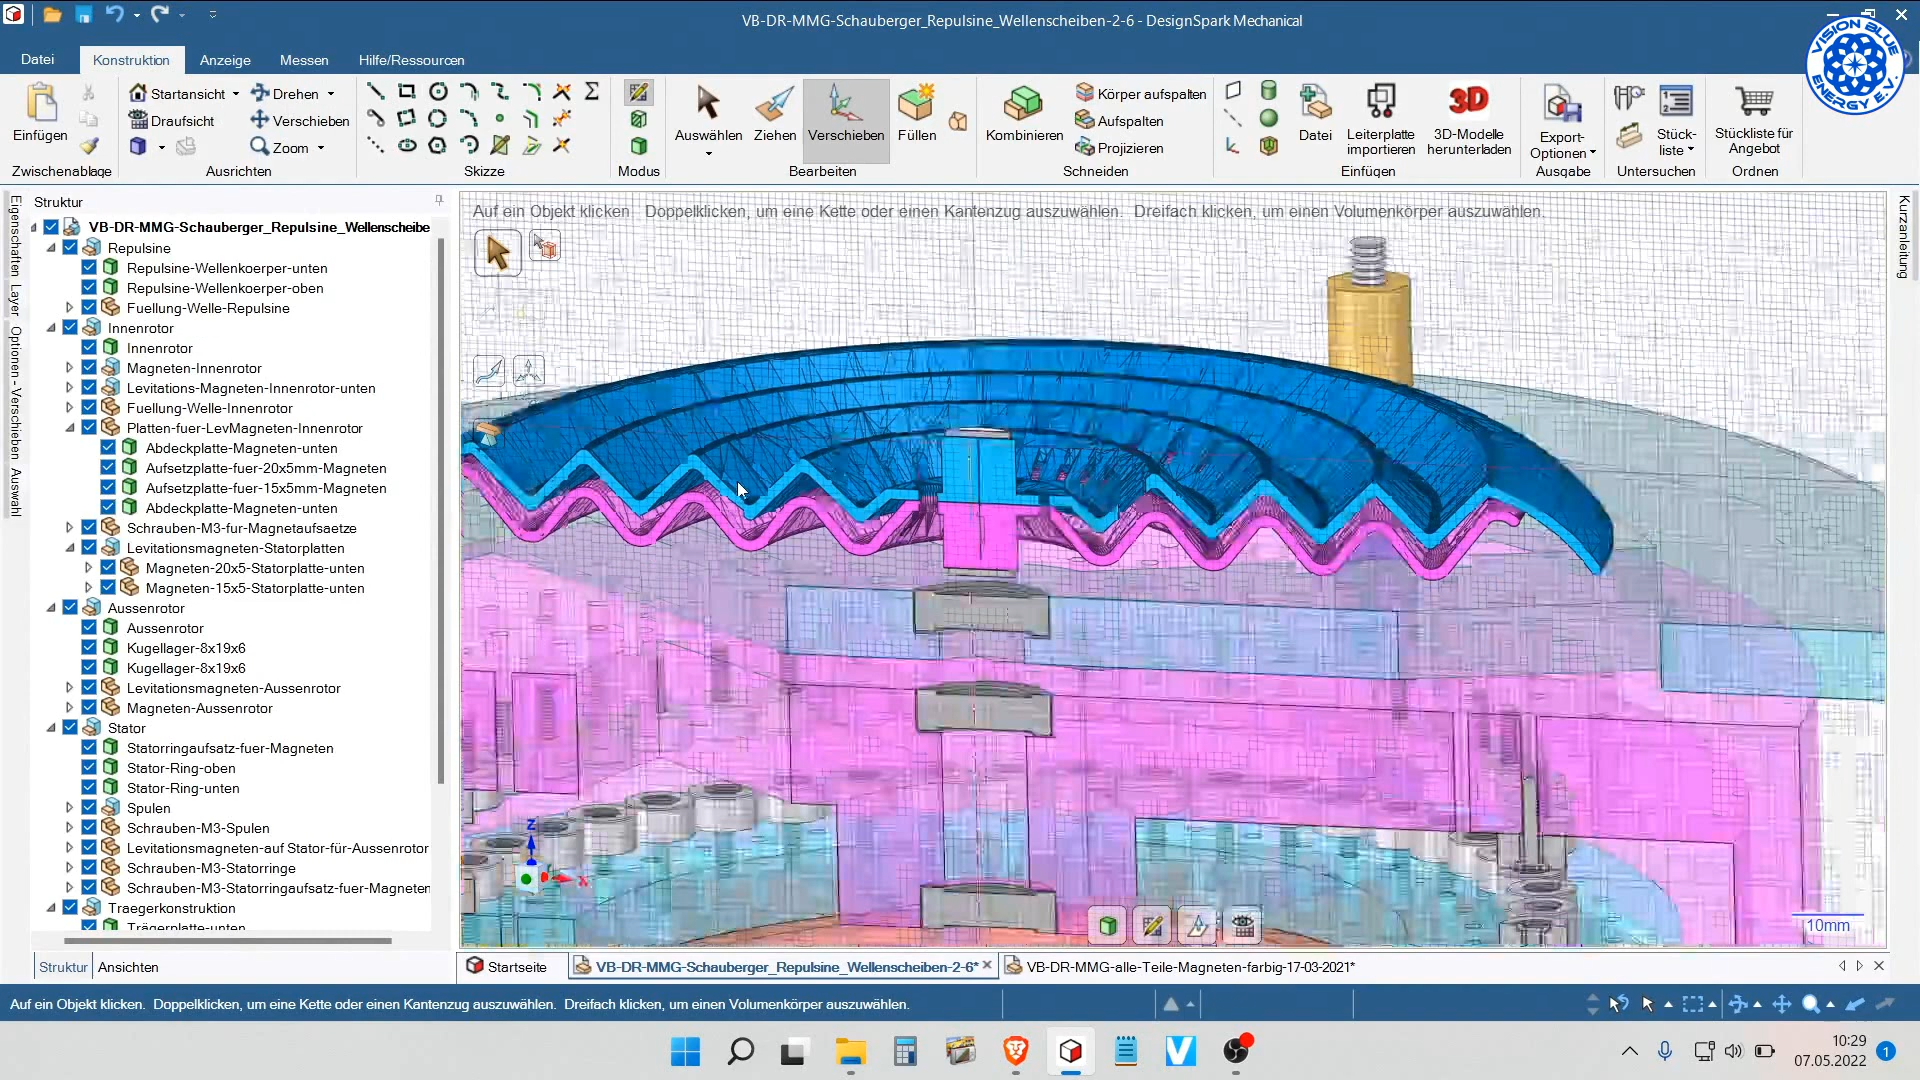 VB-DR-MMG-Schauberger_Repulsine_Wellenscheiben-2-6 - DesignSpark Mechanical
VISION BLUE ENERGY E.V.
Datei Konstruktion Anzeige Messen Hilfe/Ressourcen
Startansicht Drehen
Draufsicht Verschieben
Zoom
Einfügen
Auswählen Ziehen Verschieben Füllen
Kombinieren
Körper aufspalten
Aufspalten
Projizieren
Datei
Leiterplatte importieren
3D
3D-Modelle herunterladen
Export-Optionen
Stück-liste
Stückliste für Angebot
Zwischenablage Ausrichten Skizze Modus Bearbeiten Schneiden Einfügen Ausgabe Untersuchen Ordnen
Eigenschaften
Layer
Optionen - Verschieben
Auswahl
Struktur
VB-DR-MMG-Schauberger_Repulsine_Wellenscheibe
Repulsine
Repulsine-Wellenkoerper-unten
Repulsine-Wellenkoerper-oben
Fuellung-Welle-Repulsine
Innenrotor
Innenrotor
Magneten-Innenrotor
Levitations-Magneten-Innenrotor-unten
Fuellung-Welle-Innenrotor
Platten-fuer-LevMagneten-Innenrotor
Abdeckplatte-Magneten-unten
Aufsetzplatte-fuer-20x5mm-Magneten
Aufsetzplatte-fuer-15x5mm-Magneten
Abdeckplatte-Magneten-unten
Schrauben-M3-fur-Magnetaufsaetze
Levitationsmagneten-Statorplatten
Magneten-20x5-Statorplatte-unten
Magneten-15x5-Statorplatte-unten
Aussenrotor
Aussenrotor
Kugellager-8x19x6
Kugellager-8x19x6
Levitationsmagneten-Aussenrotor
Magneten-Aussenrotor
Stator
Statorringaufsatz-fuer-Magneten
Stator-Ring-oben
Stator-Ring-unten
Spulen
Schrauben-M3-Spulen
Levitationsmagneten-auf Stator-für-Aussenrotor
Schrauben-M3-Statorringe
Schrauben-M3-Statorringaufsatz-fuer-Magneten
Traegerkonstruktion
Trägerplatte-unten
Struktur Ansichten
Auf ein Objekt klicken. Doppelklicken, um eine Kette oder einen Kantenzug auszuwählen. Dreifach klicken, um einen Volumenkörper auszuwählen.
Kurzanleitung
Z
X
10mm
Startseite VB-DR-MMG-Schauberger_Repulsine_Wellenscheiben-2-6* VB-DR-MMG-alle-Teile-Magneten-farbig-17-03-2021*
Auf ein Objekt klicken. Doppelklicken, um eine Kette oder einen Kantenzug auszuwählen. Dreifach klicken, um einen Volumenkörper auszuwählen.
10:29
07.05.2022
1